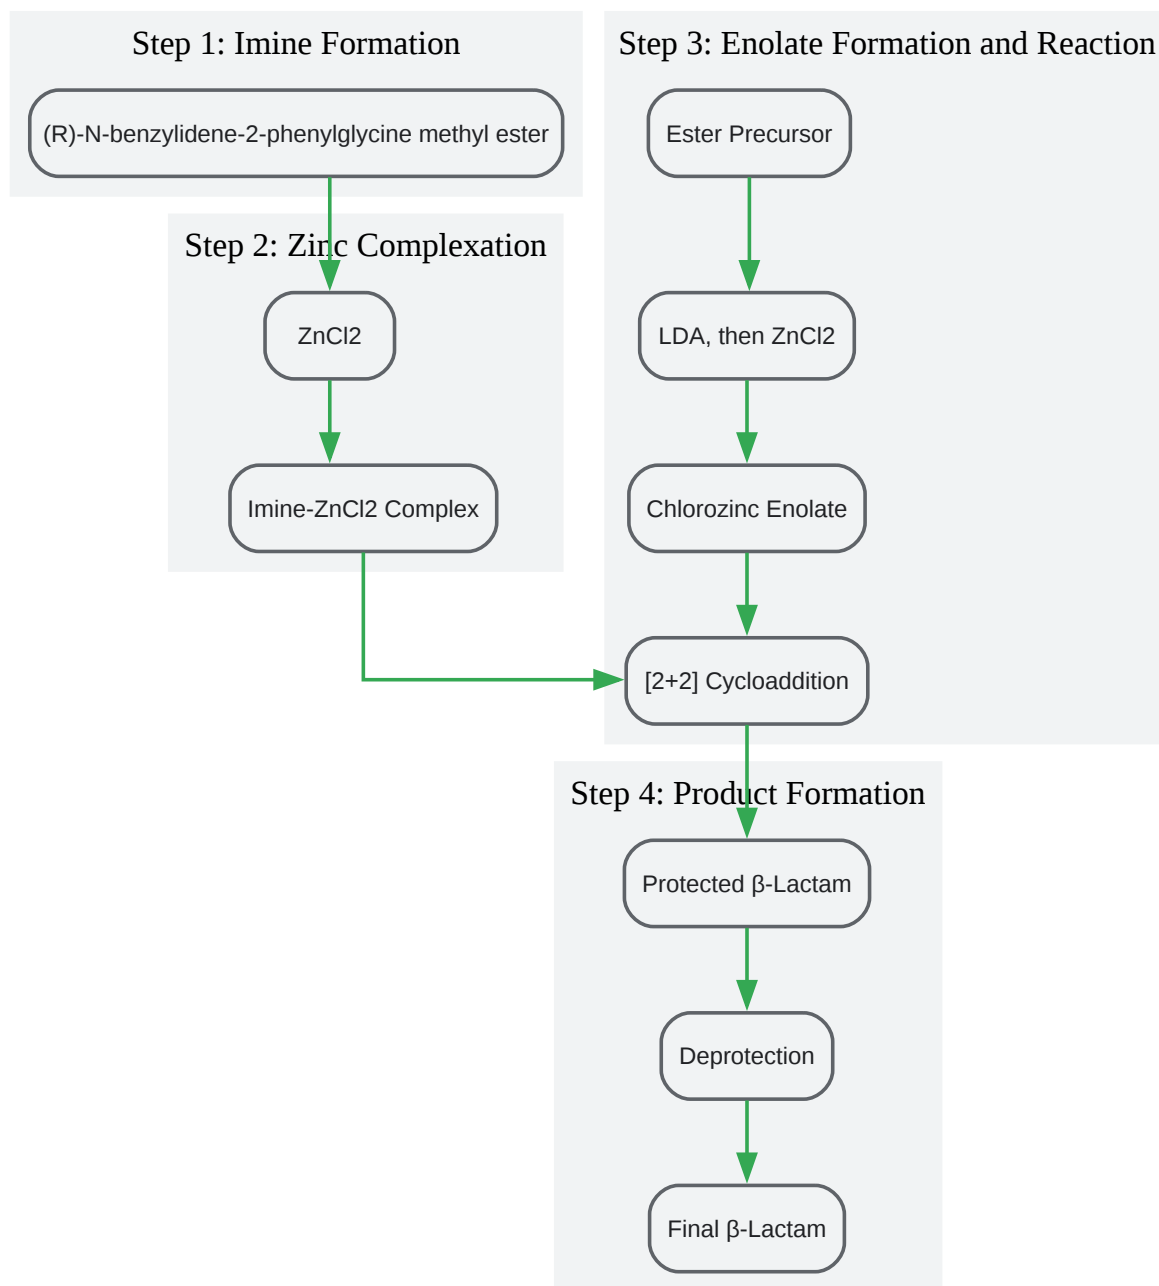 Step 1: Imine Formation
(R)-N-benzylidene-2-phenylglycine methyl ester
Step 2: Zinc Complexation
ZnCl2
Imine-ZnCl2 Complex
Step 3: Enolate Formation and Reaction
Ester Precursor
LDA, then ZnCl2
Chlorozinc Enolate
[2+2] Cycloaddition
Step 4: Product Formation
Protected β-Lactam
Deprotection
Final β-Lactam